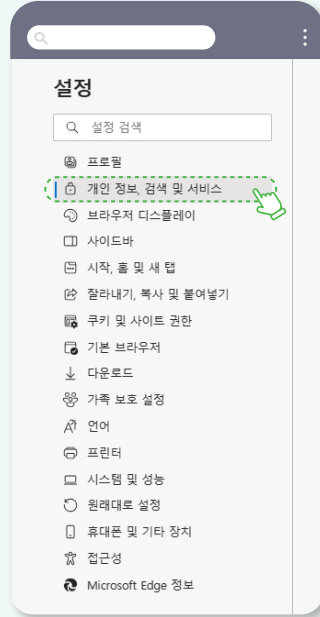 설정
설정 검색
프로필
개인 정보, 검색 및 서비스
브라우저 디스플레이
사이드바
시작, 홈 및 새 탭
잘라내기, 복사 및 붙여넣기
쿠키 및 사이트 권한
기본 브라우저
다운로드
가족 보호 설정
언어
프린터
시스템 및 성능
원래대로 설정
휴대폰 및 기타 장치
접근성
Microsoft Edge 정보